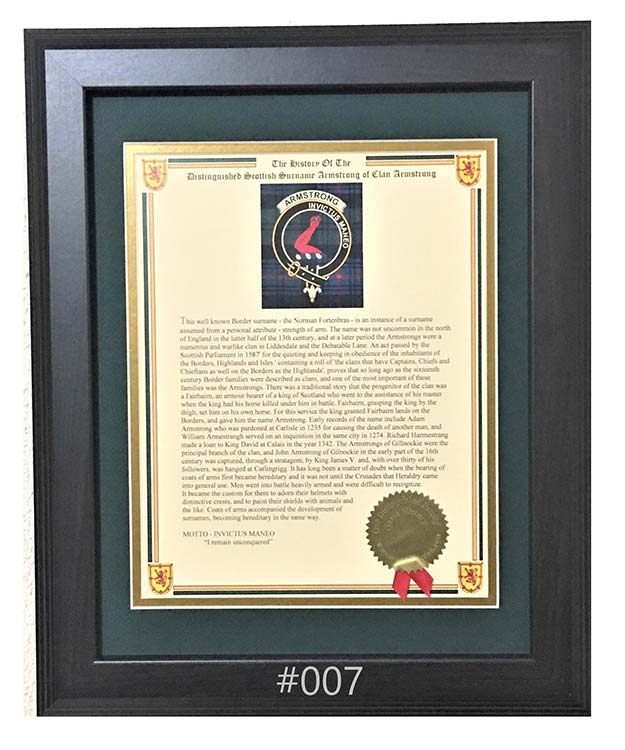 The History Of The
Distinguished Scottish Surname Armstrong of Clan Armstrong
ARMSTRONG
INVICTUS MANEO
This well known Border surname - the Norman Fortenbras - is an instance of a surname
assumed from a personal attribute - strength of arm. The name was not uncommon in the north
of England in the latter half of the 13th century, and at a later period the Armstrongs were a
numerous and warlike clan in Liddesdale and the Debatable Lane. An act passed by the
Scottish Parliament in 1587' for the quieting and keeping in obedience of the inhabitants of
the Borders, Highlands and Isles ' containing a roll of 'the clans that have Captains, Chiefs and
Chieftains as well on the Borders as the Highlands', proves that so long ago as the sixteenth
century Border families were described as clans, and one of the most important of these
families was the Armstrongs. There was a traditional story that the progenitor of the clan was
a Fairbairn, an armour bearer of a king of Scotland who went to the assistance of his master
when the king had his horse killed under him in battle. Fairbairn, grasping the king by the
thigh, set him on his own horse. For this service the king granted Fairbairn lands on the
Borders, and gave him the name Armstrong. Early records of the name include Adam
Armstrong who was pardoned at Carlisle in 1235 for causing the death of another man, and
William Armestrangh served on an inquisition in the same city in 1274. Richard Harmestrang
made a loan to King David at Calais in the year 1342. The Armstrongs of Gillnockie were the
principal branch of the clan, and John Armstrong of Gilnockie in the early part of the 16th
century was captured, through a stratagem, by King James V. and, with over thirty of his
followers, was hanged at Carlingrigg. It has long been a matter of doubt when the bearing of
coats of arms first became hereditary and it was not until the Crusades that Heraldry came
into general use. Men went into battle heavily armed and were difficult to recognize.
It became the custom for them to adorn their helmets with
distinctive crests, and to paint their shields with animals and
the like. Coats of arms accompanied the development of
surnames, becoming hereditary in the same way.
MOTTO - INVICTUS MANEO
"I remain unconquered"
#007